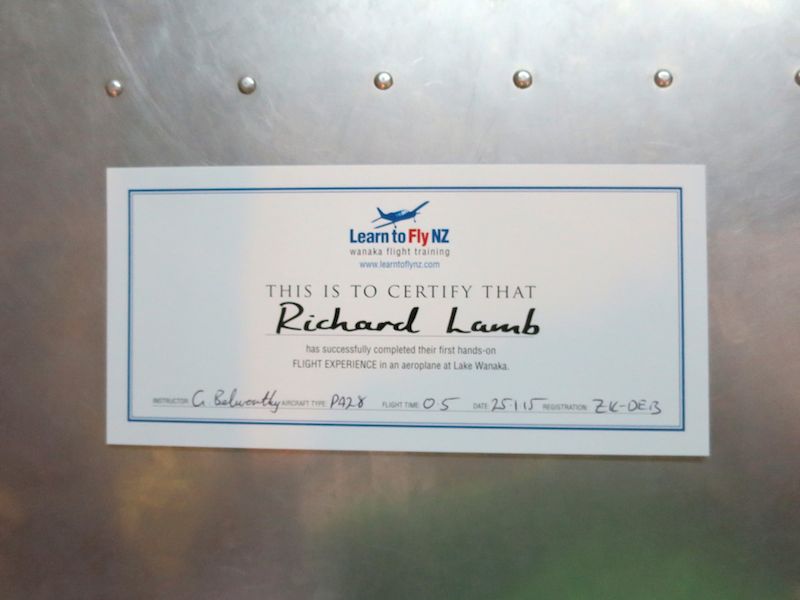 Learn to Fly NZ
wanaka flight training
www.learntoflynz.com
THIS IS TO CERTIFY THAT
Richard Lamb
has successfully completed their first hands-on
FLIGHT EXPERIENCE in an aeroplane at Lake Wanaka.
INSTRUCTOR: G Belworthy AIRCRAFT TYPE: PA28 FLIGHT TIME: 0.5 DATE: 25.1.15 REGISTRATION: ZK-DEB